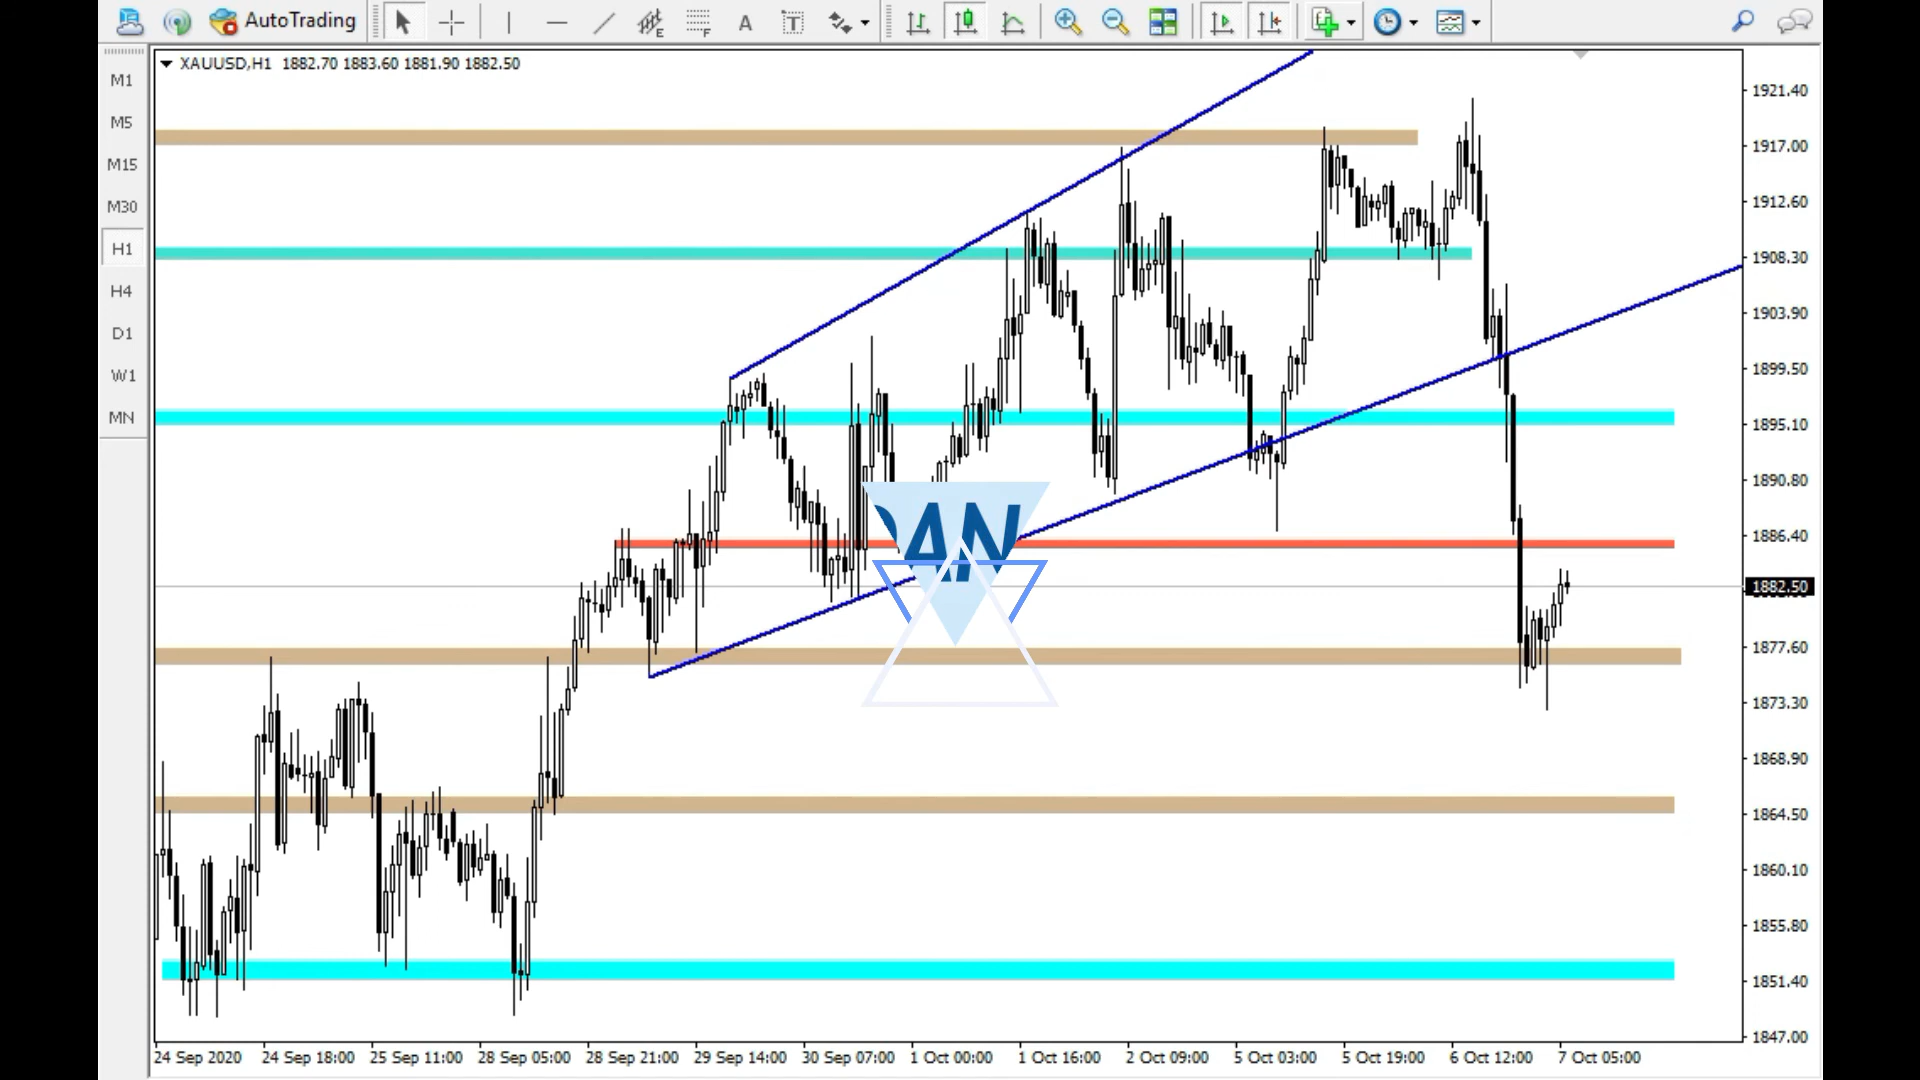 AutoTrading
A
T
E
F
M1
M5
M15
M30
H1
H4
D1
W1
MN
XAUUSD,H1 1882.70 1883.60 1881.90 1882.50
1921.40
1917.00
1912.60
1908.30
1903.90
1899.50
1895.10
1890.80
1886.40
1882.50
1877.60
1873.30
1868.90
1864.50
1860.10
1855.80
1851.40
1847.00
24 Sep 2020 24 Sep 18:00 25 Sep 11:00 28 Sep 05:00 28 Sep 21:00 29 Sep 14:00 30 Sep 07:00 1 Oct 00:00 1 Oct 16:00 2 Oct 09:00 5 Oct 03:00 5 Oct 19:00 6 Oct 12:00 7 Oct 05:00